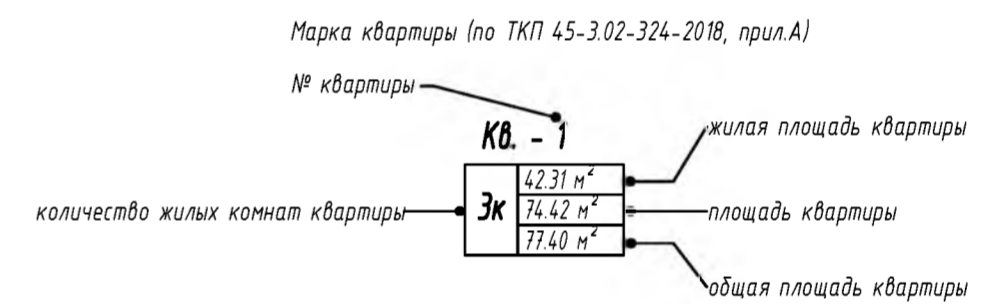 Марка квартиры (по ТКП 45-3.02-324-2018, прил.А)
№ квартиры
Кв. - 1
жилая площадь квартиры
42.31 м²
количество жилых комнат квартиры
3к
74.42 м²
площадь квартиры
77.40 м²
общая площадь квартиры